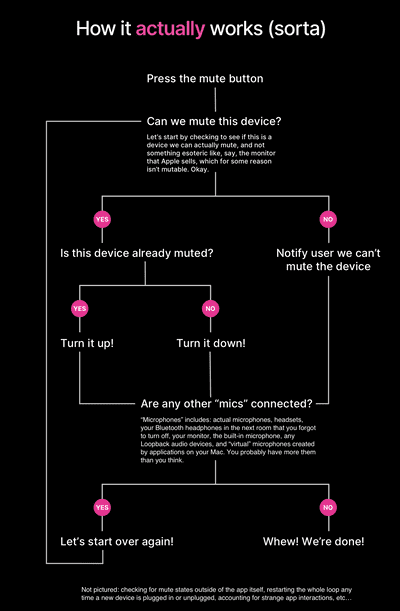 How it actually works (sorta)
Press the mute button
Can we mute this device?
Let's start by checking to see if this is a
device we can actually mute, and not
something esoteric like, say, the monitor
that Apple sells, which for some reason
isn't mutable. Okay.
YES
NO
Is this device already muted?
Notify user we can't
mute the device
YES
NO
Turn it up!
Turn it down!
Are any other “mics” connected?
“Microphones” includes: actual microphones, headsets,
your Bluetooth headphones in the next room that you forgot
to turn off, your monitor, the built-in microphone, any
Loopback audio devices, and “virtual” microphones created
by applications on your Mac. You probably have more them
than you think.
YES
NO
Let's start over again!
Whew! We're done!
Not pictured: checking for mute states outside of the app itself, restarting the whole loop any
time a new device is plugged in or unplugged, accounting for strange app interactions, etc...